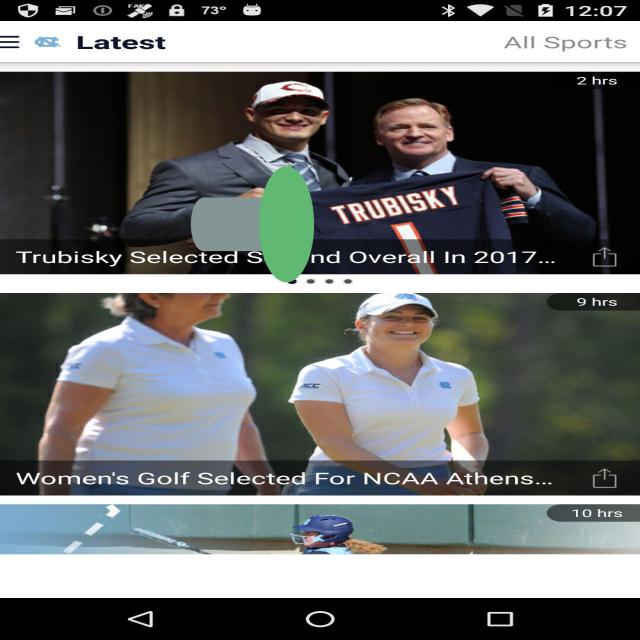 73° 12:07
Latest All Sports
2 hrs
TRUBISKY
1
Trubisky Selected S nd Overall In 2017...
9 hrs
ACC
Women's Golf Selected For NCAA Athens...
10 hrs